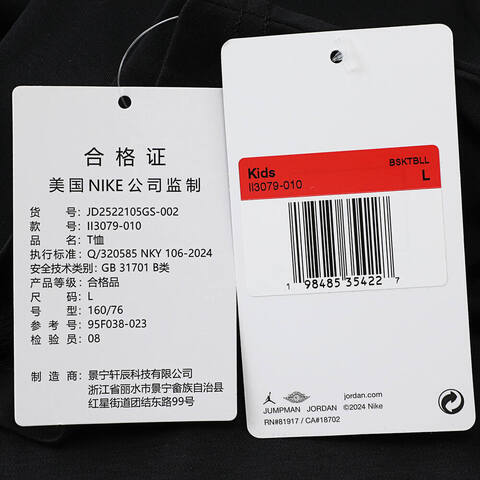 合格证
美国NIKE公司监制
货 号: JD2522105GS-002
款 号: II3079-010
品 名: T恤
执行标准: Q/320585 NKY 106-2024
安全技术类别: GB 31701 B类
产品等级: 合格品
尺 码: L
型 号: 160/76
参 考 号: 95F038-023
检 验 员: 08
制 造 商: 景宁轩辰科技有限公司
浙江省丽水市景宁畲族自治县
红星街道团结东路99号
Kids
II3079-010
BSKTBLL
L
1 98485 35422 7
JUMPMAN JORDAN
jordan.com
©2024 Nike
RN#81917 / CA#18702